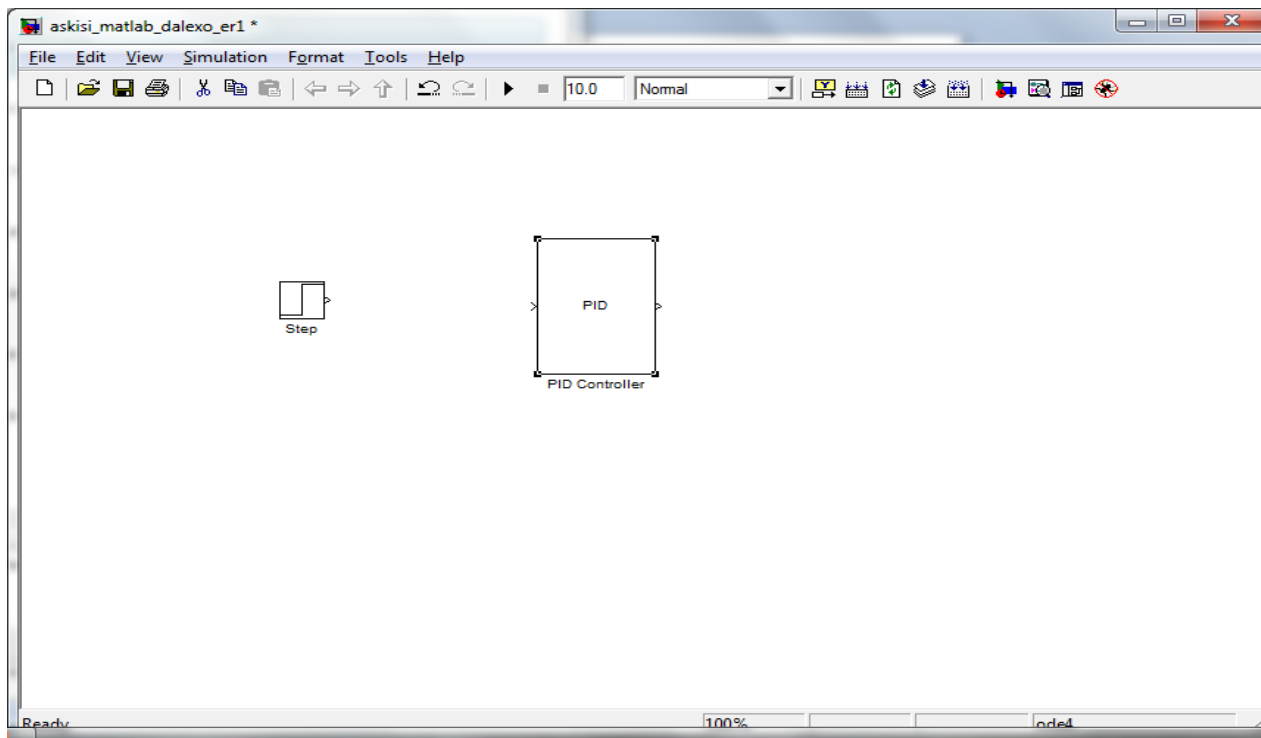 askisi_matlab_dalexo_er1 *
File Edit View Simulation Format Tools Help
10.0 Normal
PID
Step
PID Controller
Ready 100% ode4